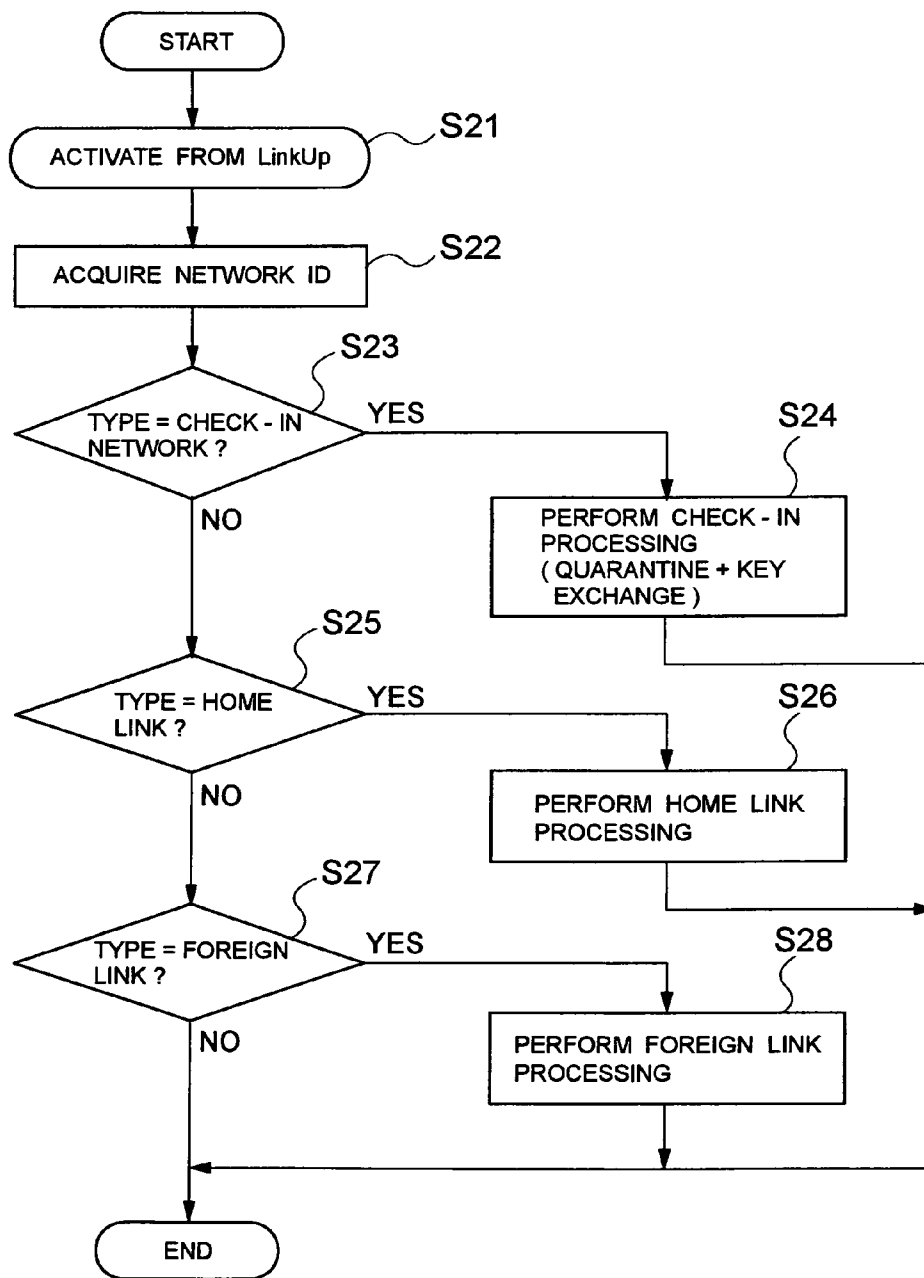 START
S21
ACTIVATE FROM LinkUp
S22
ACQUIRE NETWORK ID
S23
TYPE = CHECK - IN
NETWORK ?
YES
NO
S24
PERFORM CHECK - IN
PROCESSING
( QUARANTINE + KEY
EXCHANGE )
S25
TYPE = HOME
LINK ?
YES
NO
S26
PERFORM HOME LINK
PROCESSING
S27
TYPE = FOREIGN
LINK ?
YES
NO
S28
PERFORM FOREIGN LINK
PROCESSING
END